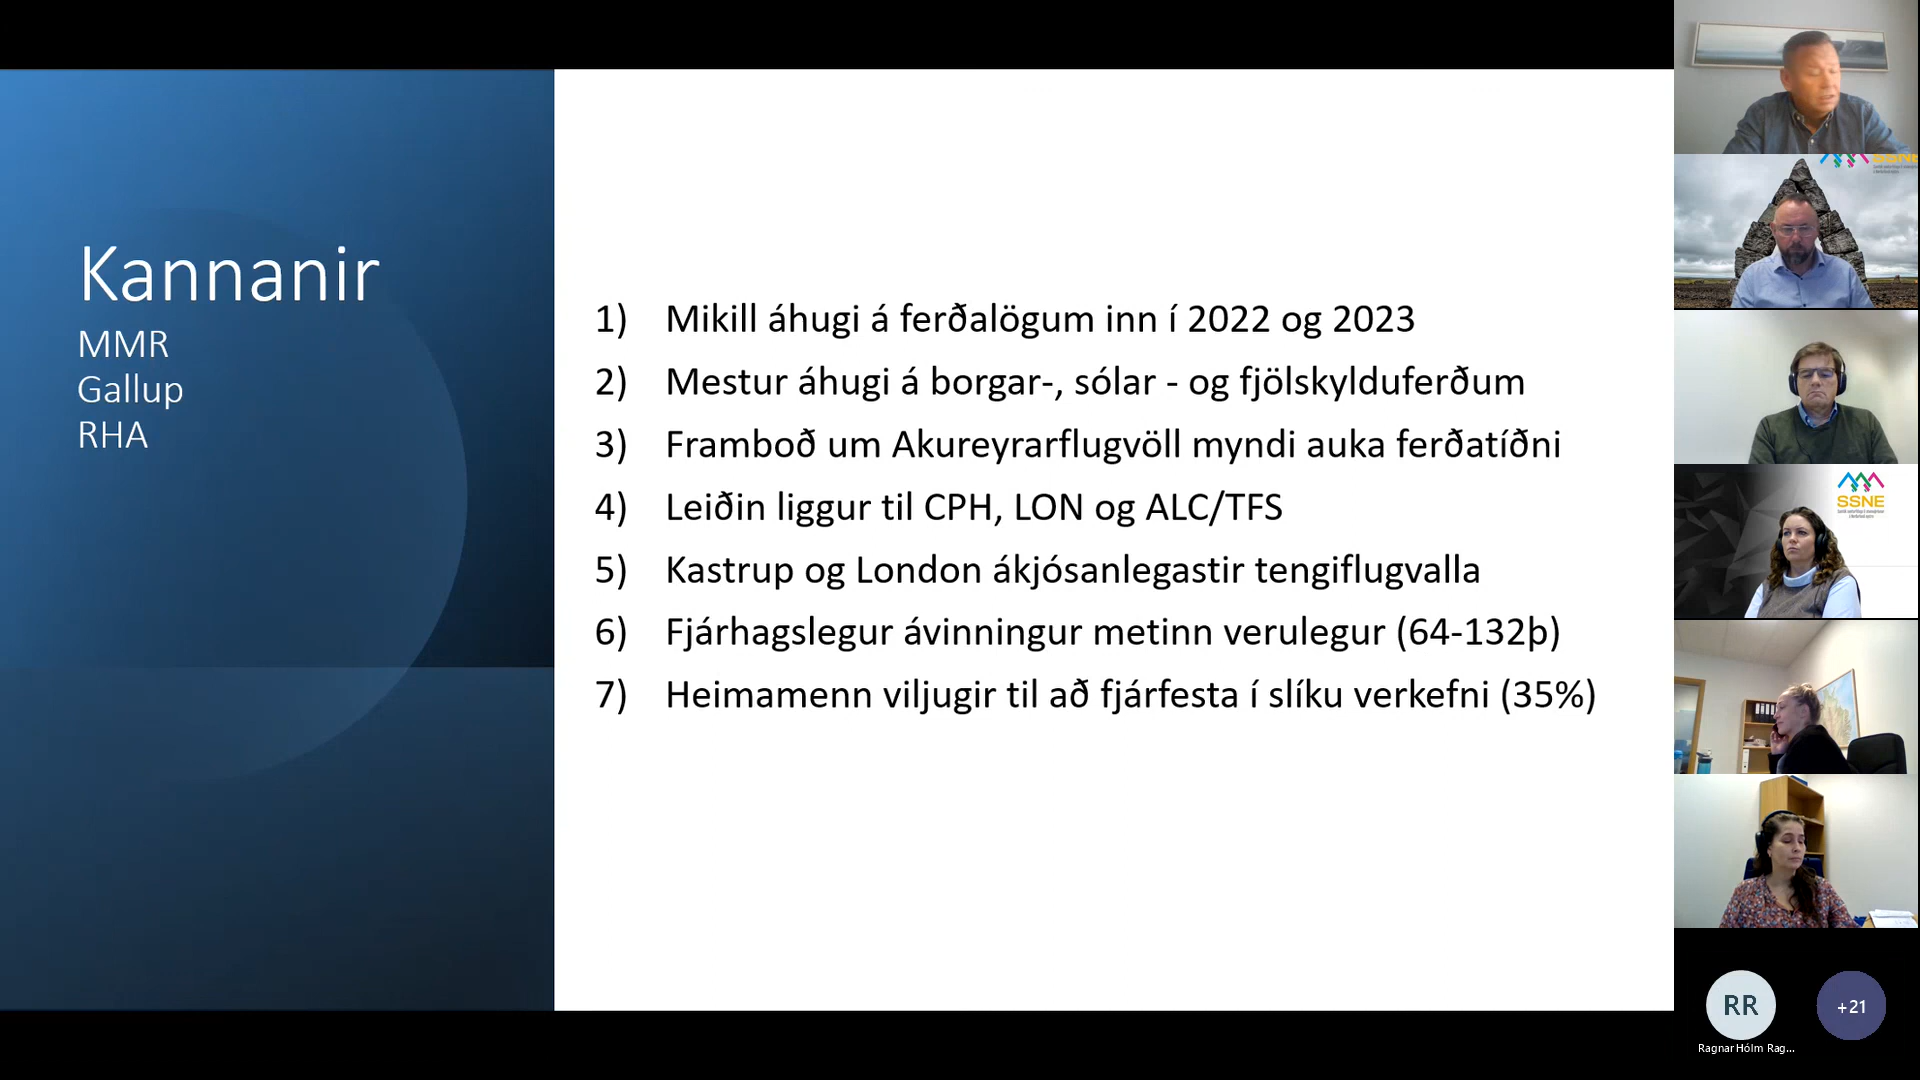 Kannanir
MMR
Gallup
RHA
1) Mikill áhugi á ferðalögum inn í 2022 og 2023
2) Mestur áhugi á borgar-, sólar - og fjölskylduferðum
3) Framboð um Akureyrarflugvöll myndi auka ferðatíðni
4) Leiðin liggur til CPH, LON og ALC/TFS
5) Kastrup og London ákjósanlegastir tengiflugvalla
6) Fjárhagslegur ávinningur metinn verulegur (64-132þ)
7) Heimamenn viljugir til að fjárfesta í slíku verkefni (35%)
SSNE
SSNE
RR
+21
Ragnar Hólm Rag...